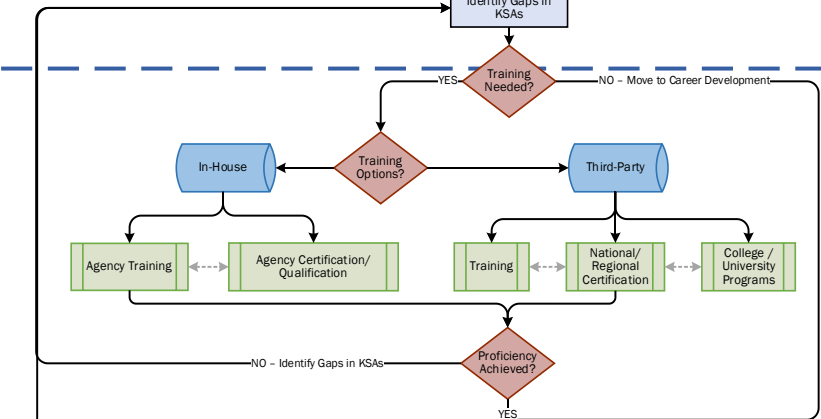 Identify Gaps in
KSAs
Training
Needed?
YES
NO – Move to Career Development
In-House
Training
Options?
Third-Party
Agency Training
Agency Certification/
Qualification
Training
National/
Regional
Certification
College /
University
Programs
Proficiency
Achieved?
NO – Identify Gaps in KSAs
YES